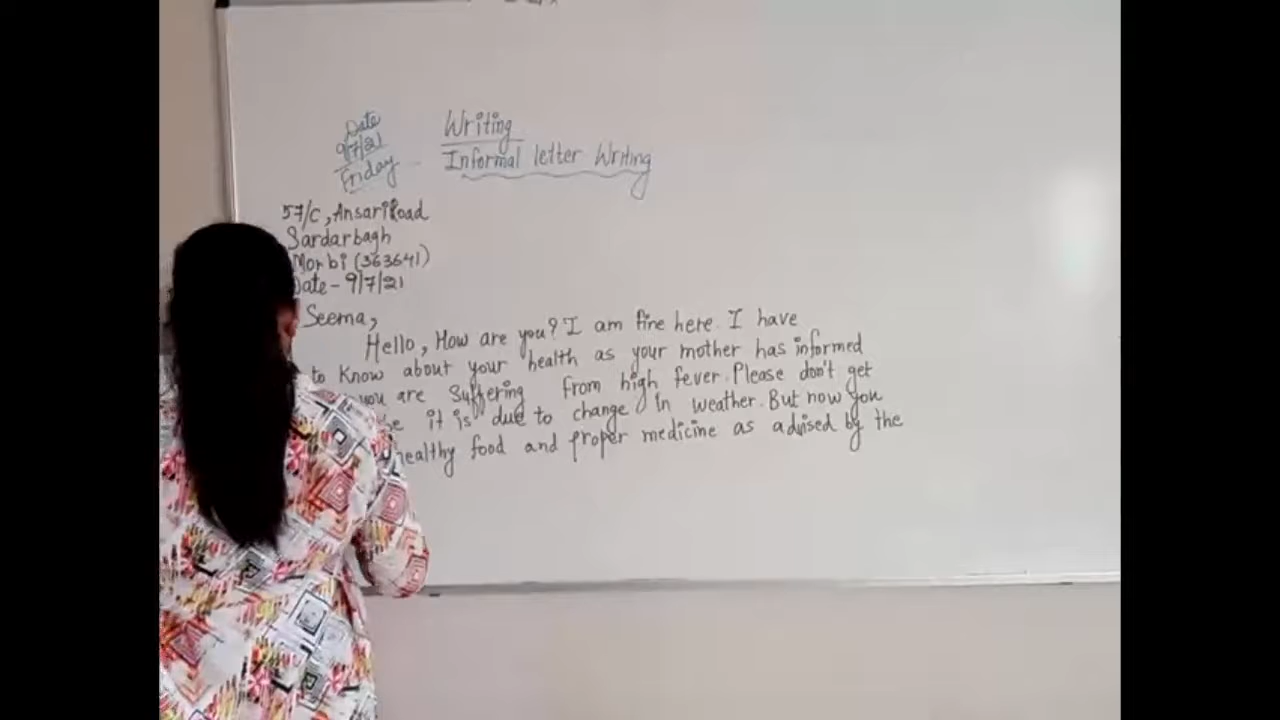 Date
9/7/21
Friday
Writing
Informal letter Writing
57/C, Ansari Road
Sardarbagh
Morbi (363641)
Date - 9/7/21
Seema,
Hello, How are you? I am fine here. I have
to know about your health as your mother has informed
you are suffering from high fever. Please don't get
it is due to change in weather. But now you
healthy food and proper medicine as advised by the